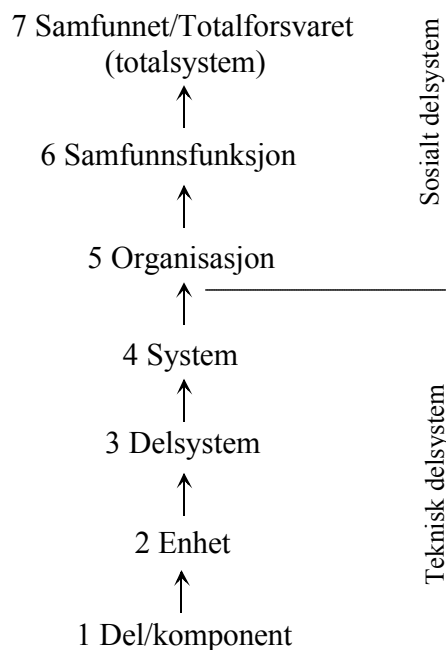 7 Samfunnet/Totalforsvaret
(totalsystem)
6 Samfunnsfunksjon
5 Organisasjon
4 System
3 Delsystem
2 Enhet
1 Del/komponent
Sosialt delsystem
Teknisk delsystem